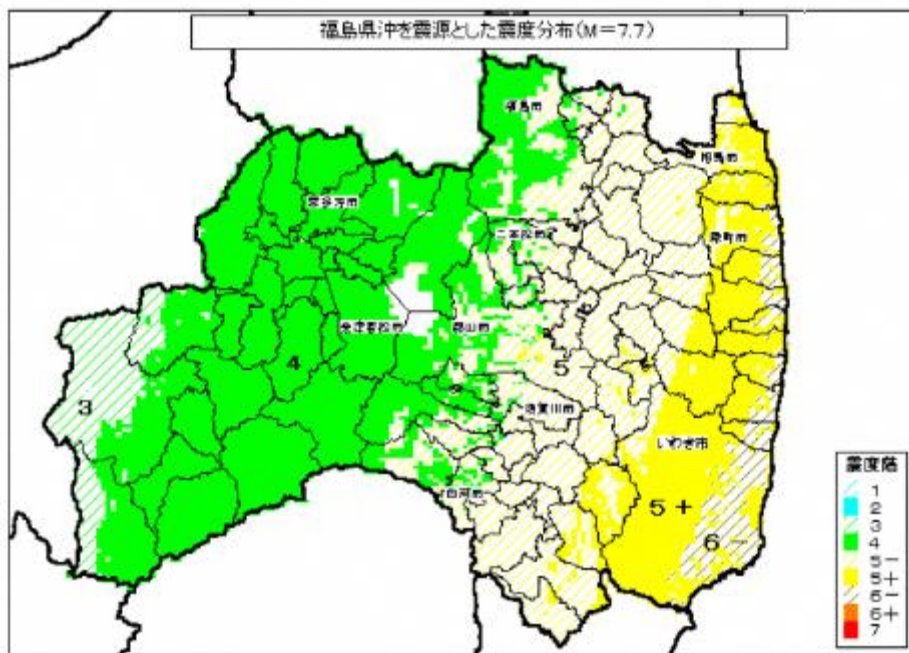 福島県沖を震源とした震度分布(M=7.7)
福島市
相馬市
喜多方市
二本松市
原町市
会津若松市
郡山市
3
4
5-
須賀川市
いわき市
白河市
5+
6-
震度階
1
2
3
4
5-
5+
6-
6+
7